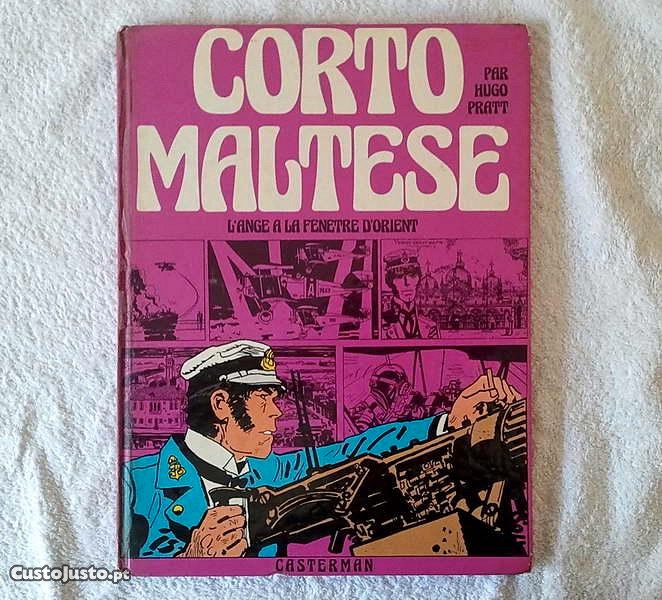 CORTO
PAR
HUGO
PRATT
MALTESE
L'ANGE A LA FENETRE D'ORIENT
A
CASTERMAN
CustoJusto.pt